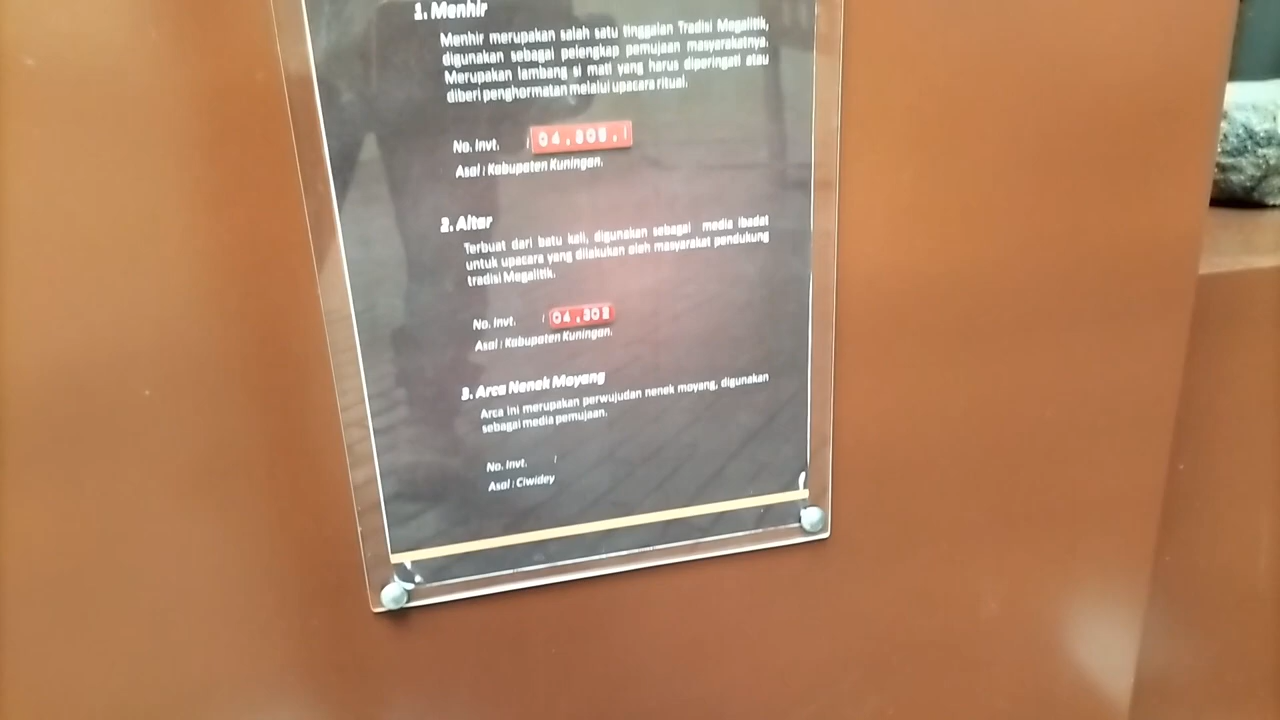 1. Menhir
Menhir merupakan salah satu tinggalan Tradisi Megalitik,
digunakan sebagai pelengkap pemujaan masyarakatnya.
Merupakan lambang si mati yang harus diperingati atau
diberi penghormatan melalui upacara ritual.
No. Invt. :
Asal : Kabupaten Kuningan.
2. Altar
Terbuat dari batu kali, digunakan sebagai media ibadat
untuk upacara yang dilakukan oleh masyarakat pendukung
tradisi Megalitik.
No. Invt. :
Asal : Kabupaten Kuningan.
3. Arca Nenek Moyang
Arca ini merupakan perwujudan nenek moyang, digunakan
sebagai media pemujaan.
No. Invt. :
Asal : Ciwidey